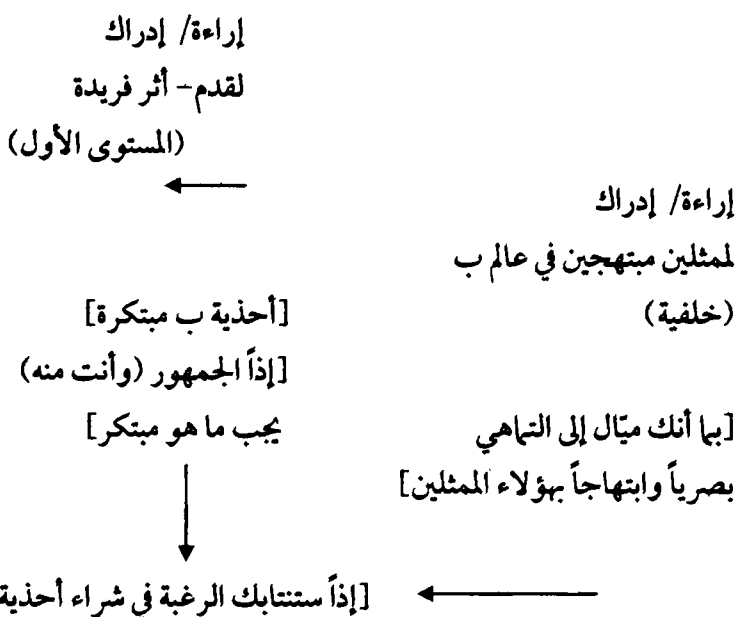 إراءة/ إدراك
لقدم- أثر فريدة
(المستوى الأول)
إراءة/ إدراك
لممثلين مبتهجين في عالم ب
(خلفية)
[أحذية ب مبتكرة]
[إذاً الجمهور (وأنت منه)
يجب ما هو مبتكر]
[بما أنك ميّال إلى التماهي
بصرياً وابتهاجاً بهؤلاء الممثلين]
[إذاً ستنتابك الرغبة في شراء أحذية